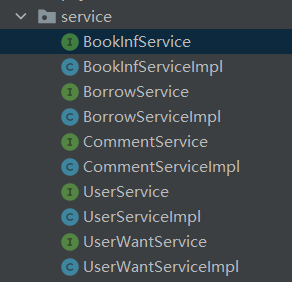 service
I BookInfService
C BookInfServiceImpl
I BorrowService
C BorrowServiceImpl
I CommentService
C CommentServiceImpl
I UserService
C UserServiceImpl
I UserWantService
C UserWantServiceImpl